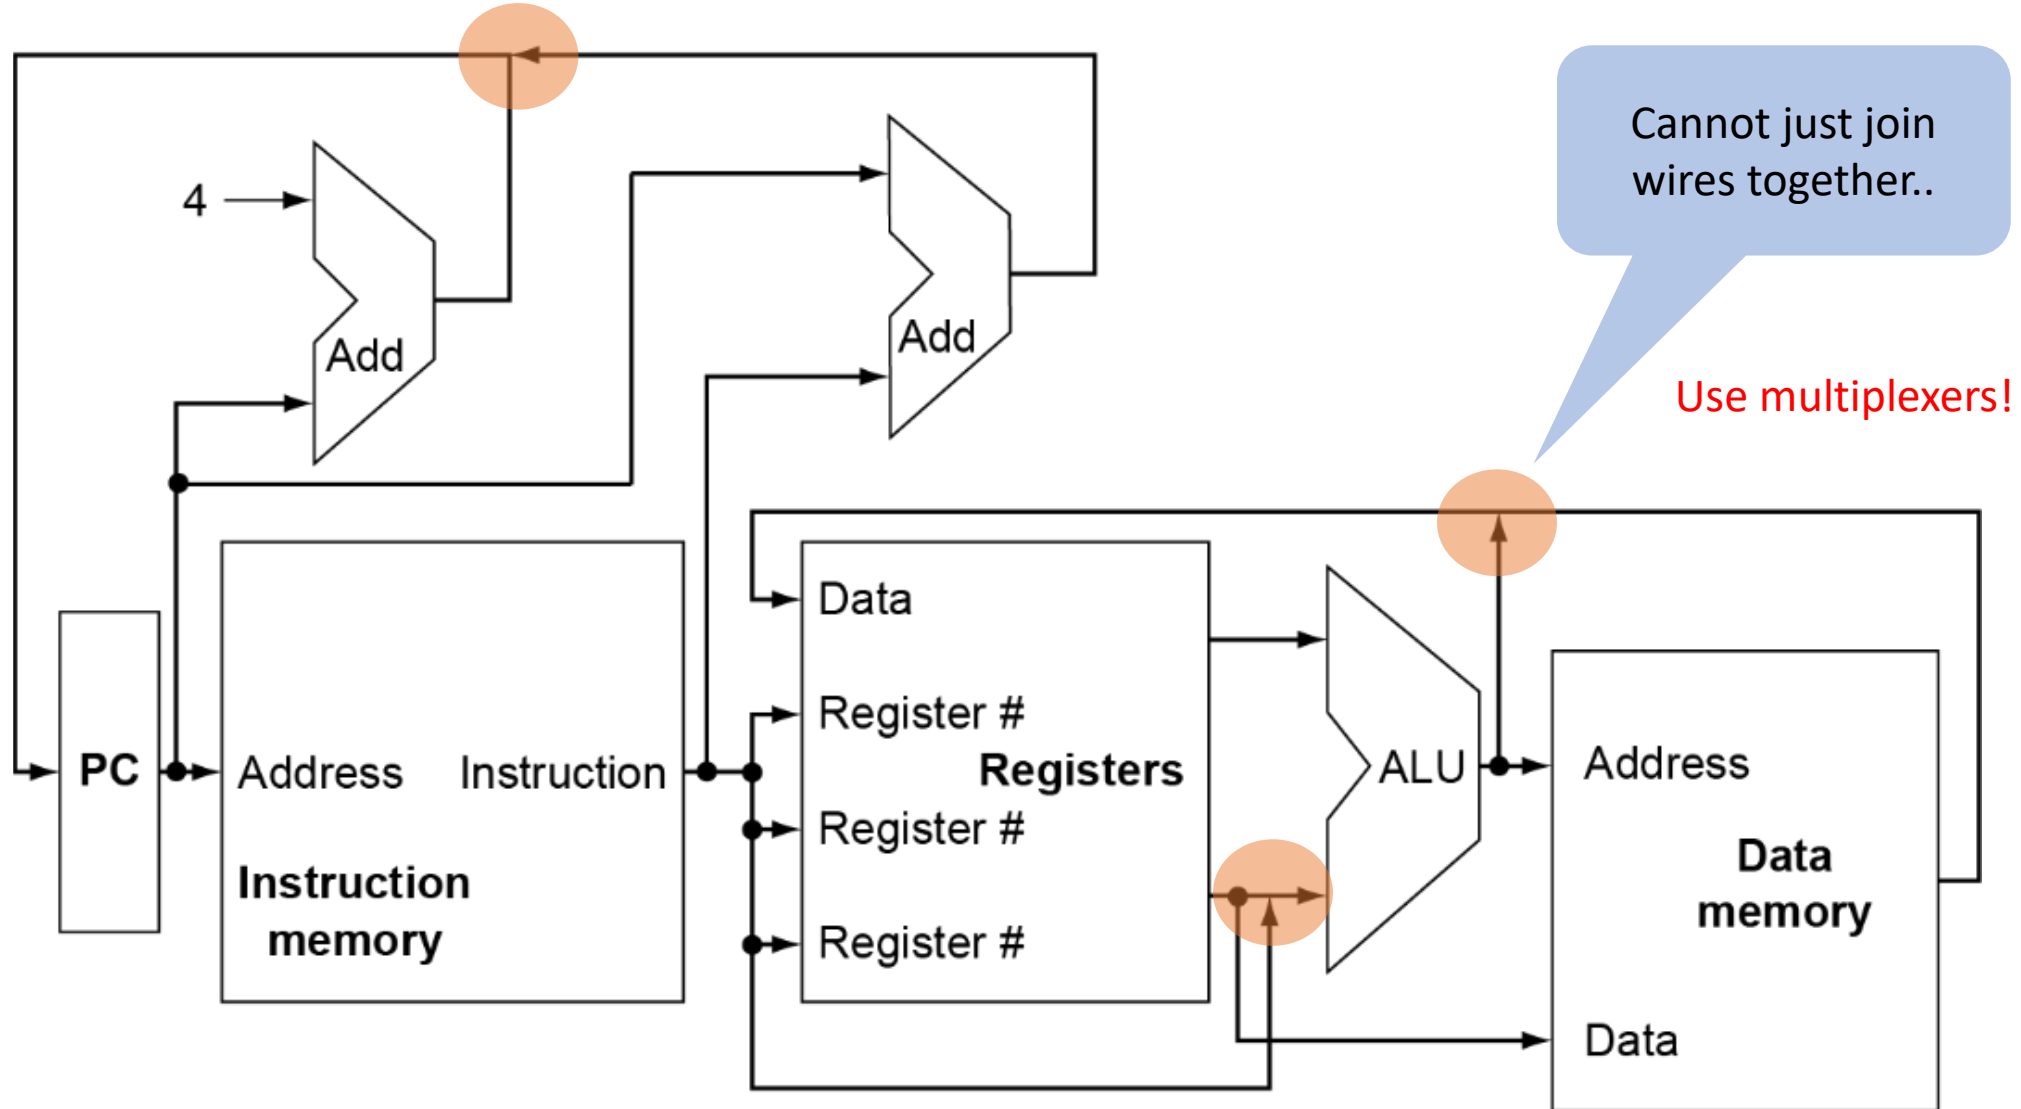 Cannot just join
wires together..
Use multiplexers!
4
Add
Add
PC
Address
Instruction
Instruction
memory
Data
Register #
Registers
Register #
Register #
ALU
Address
Data
memory
Data